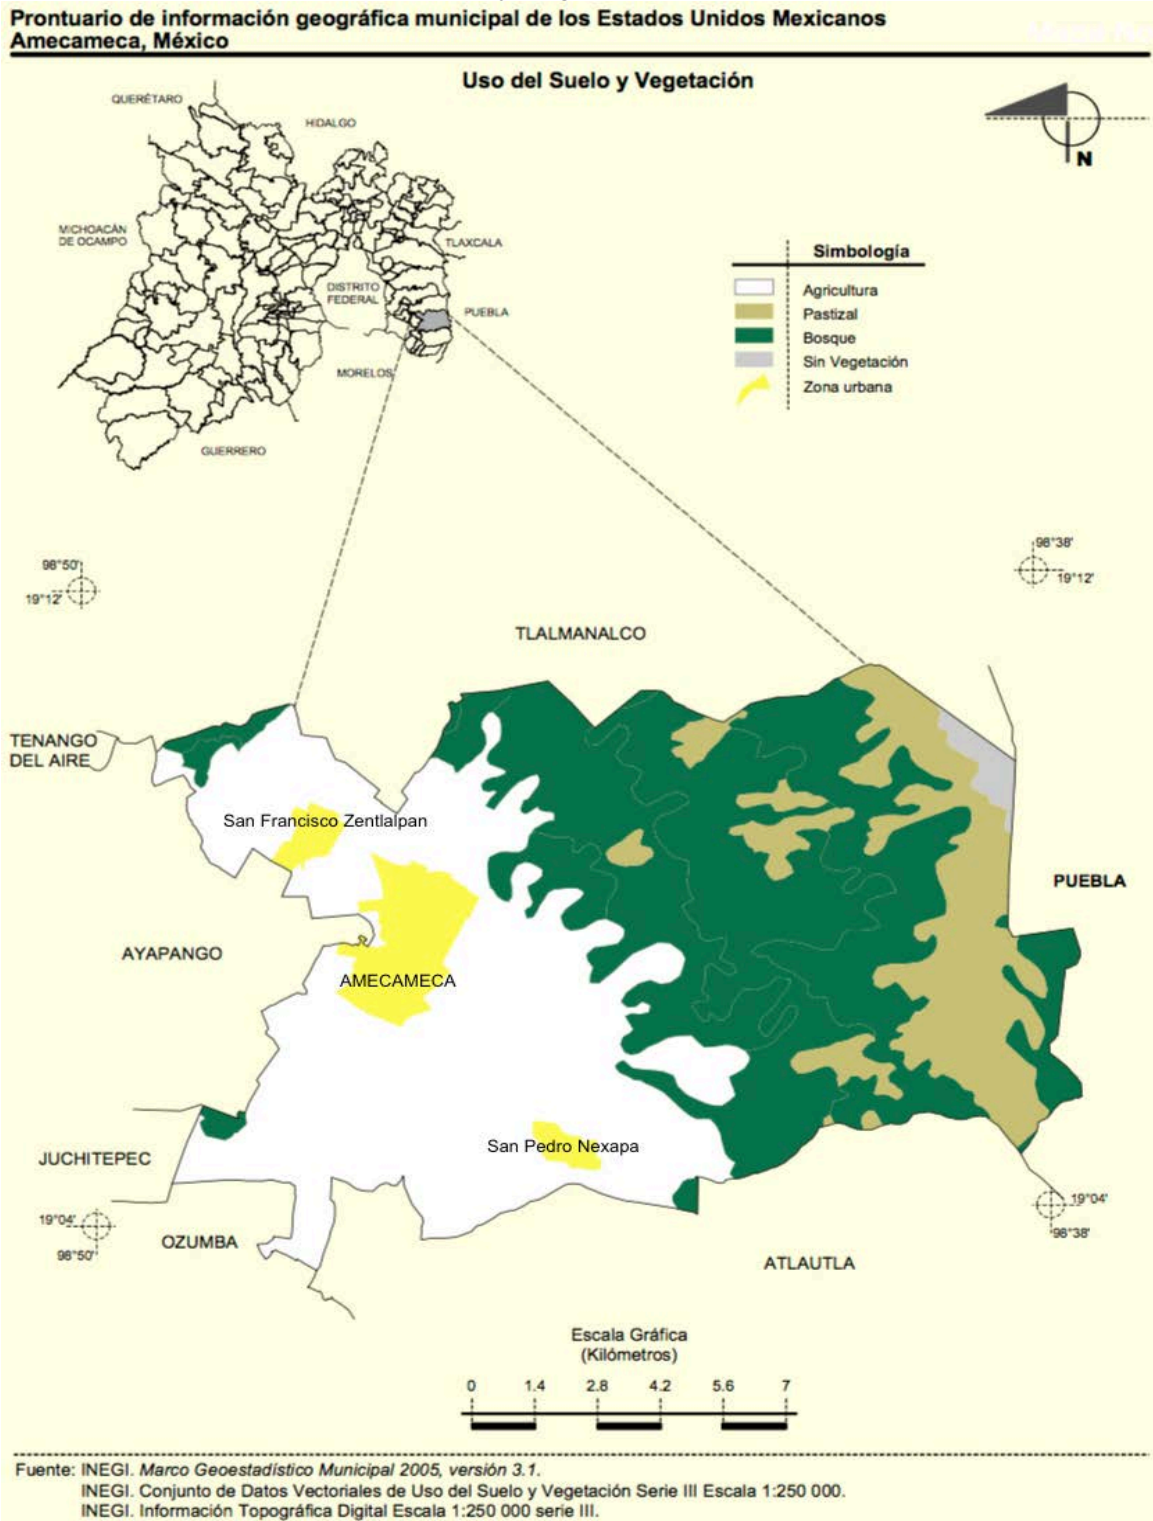 Prontuario de información geográfica municipal de los Estados Unidos Mexicanos
Amecameca, México
Uso del Suelo y Vegetación
QUERÉTARO
HIDALGO
MICHOACÁN
DE OCAMPO
TLAXCALA
DISTRITO
FEDERAL
PUEBLA
MORELOS
GUERRERO
N
Simbología
Agricultura
Pastizal
Bosque
Sin Vegetación
Zona urbana
98°50'
19°12'
98°38'
19°12'
TLALMANALCO
TENANGO
DEL AIRE
San Francisco Zentlalpan
PUEBLA
AYAPANGO
AMECAMECA
San Pedro Nexapa
JUCHITEPEC
19°04'
98°50'
OZUMBA
19°04'
98°38'
ATLAUTLA
Escala Gráfica
(Kilómetros)
0 1.4 2.8 4.2 5.6 7
Fuente: INEGI. Marco Geoestadístico Municipal 2005, versión 3.1.
INEGI. Conjunto de Datos Vectoriales de Uso del Suelo y Vegetación Serie III Escala 1:250 000.
INEGI. Información Topográfica Digital Escala 1:250 000 serie III.